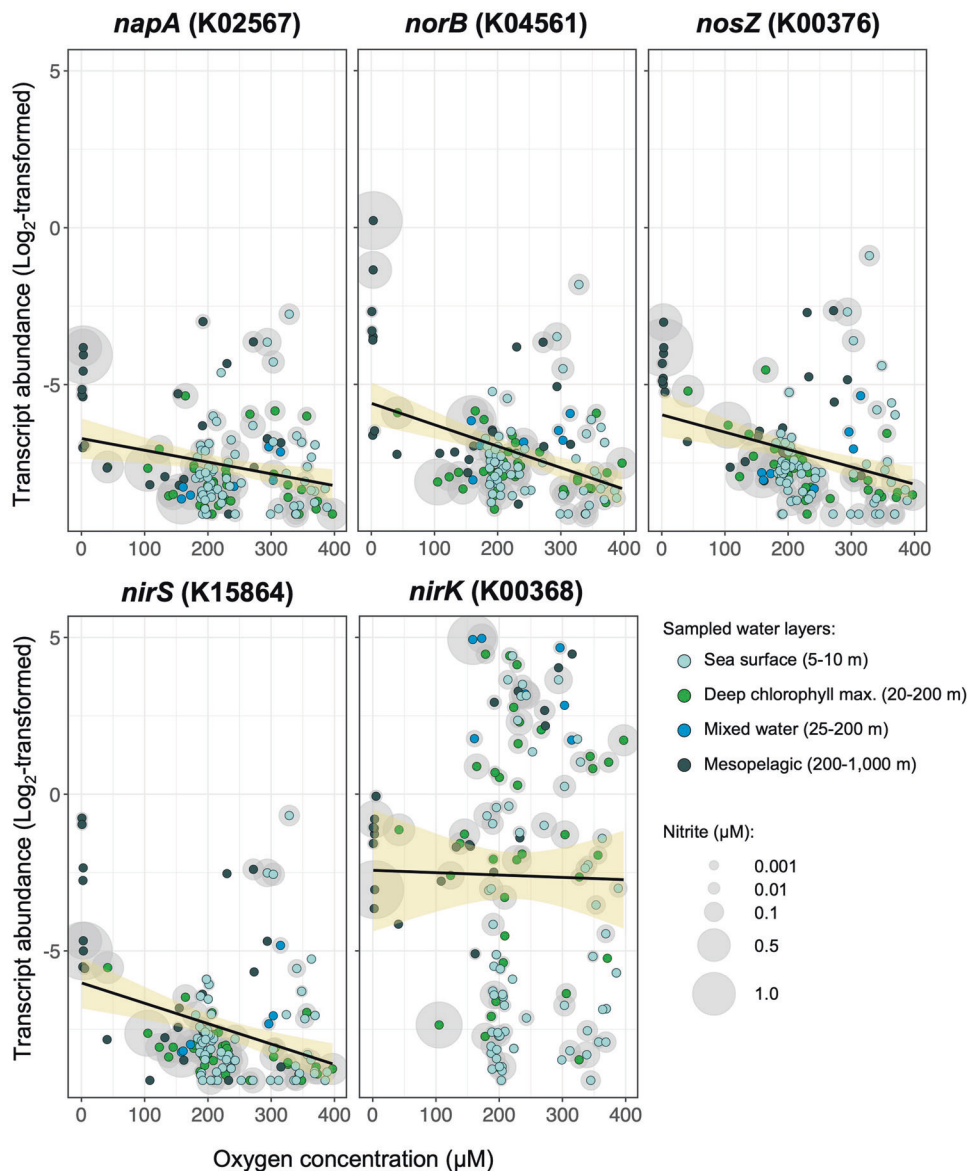 napA (K02567)
norB (K04561)
nosZ (K00376)
Transcript abundance (Log2-transformed)
5
0
-5
0 100 200 300 400
0 100 200 300 400
0 100 200 300 400
nirS (K15864)
nirK (K00368)
Transcript abundance (Log2-transformed)
5
0
-5
0 100 200 300 400
0 100 200 300 400
Oxygen concentration (µM)
Sampled water layers:
Sea surface (5-10 m)
Deep chlorophyll max. (20-200 m)
Mixed water (25-200 m)
Mesopelagic (200-1,000 m)
Nitrite (µM):
0.001
0.01
0.1
0.5
1.0